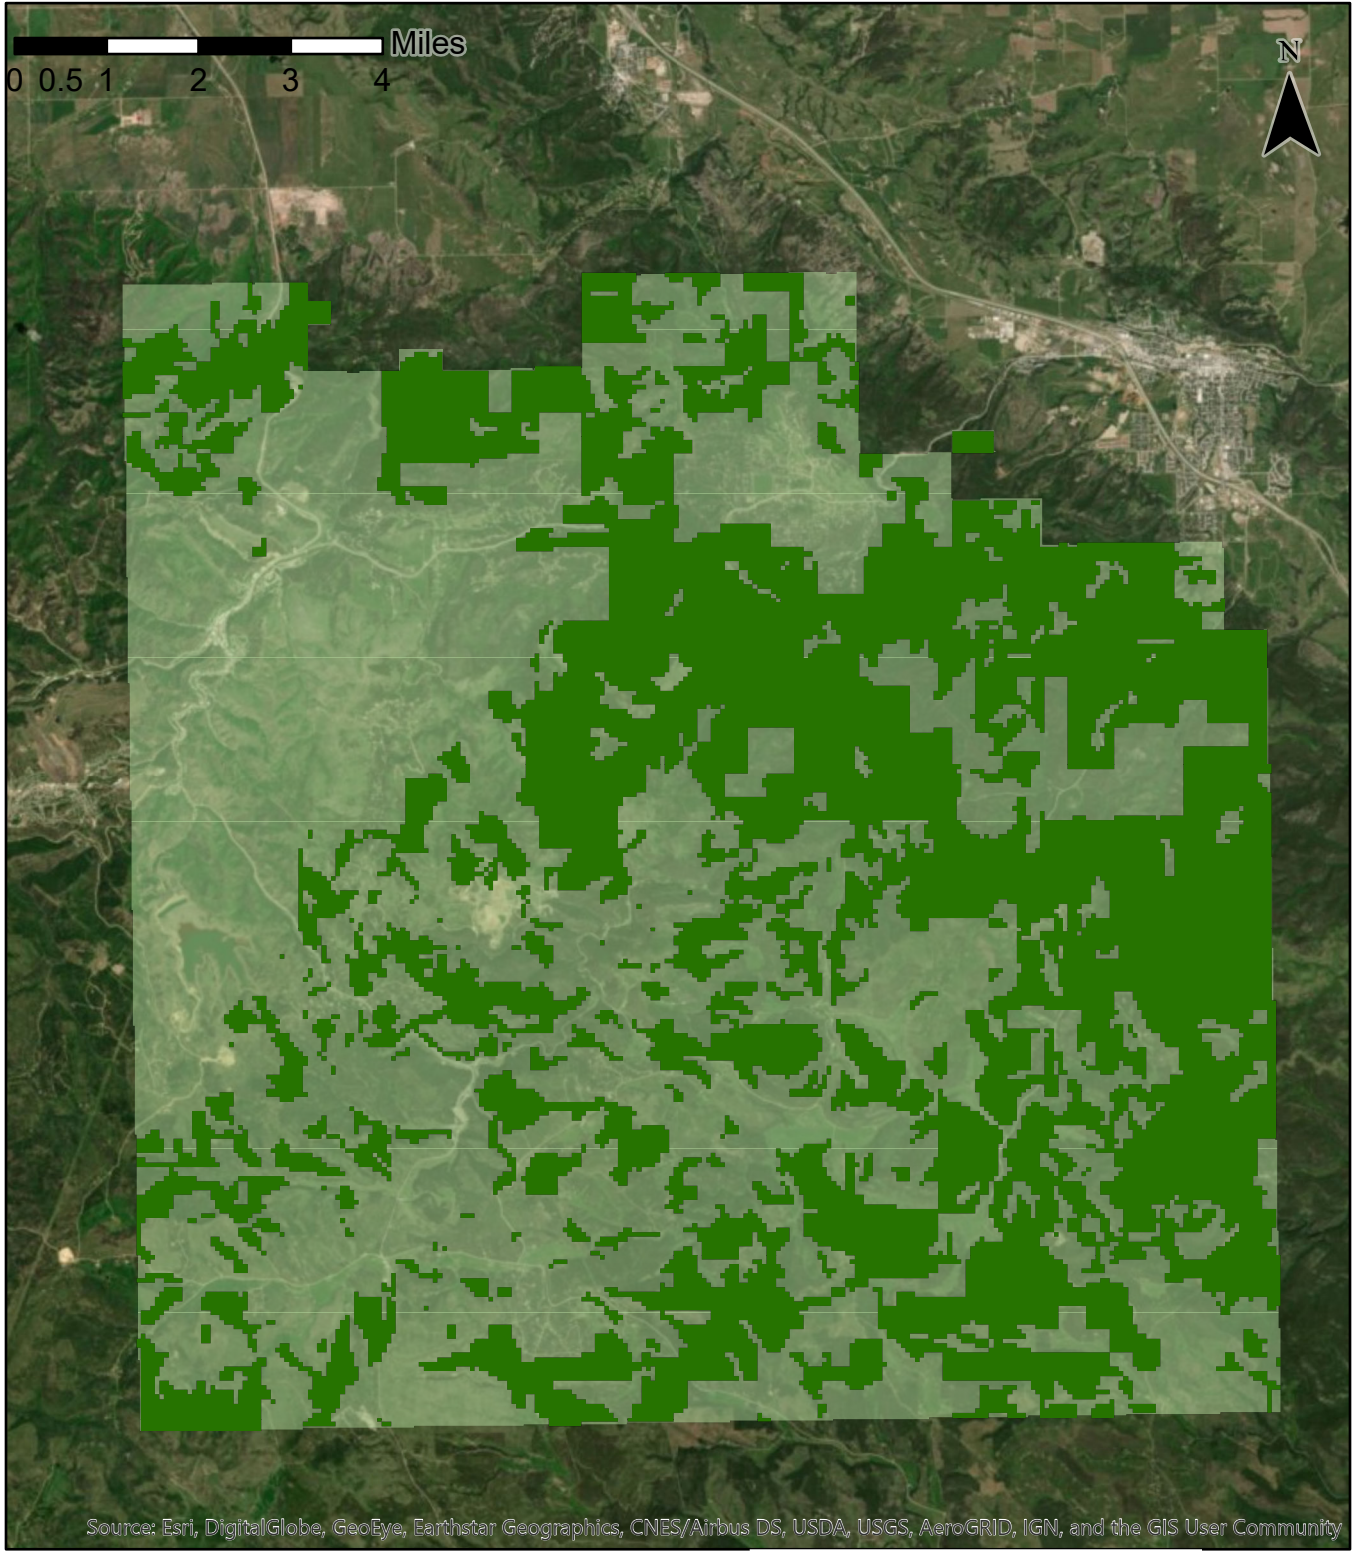 Miles
0 0.5 1 2 3 4
N
Source: Esri, DigitalGlobe, GeoEye, Earthstar Geographics, CNES/Airbus DS, USDA, USGS, AeroGRID, IGN, and the GIS User Community